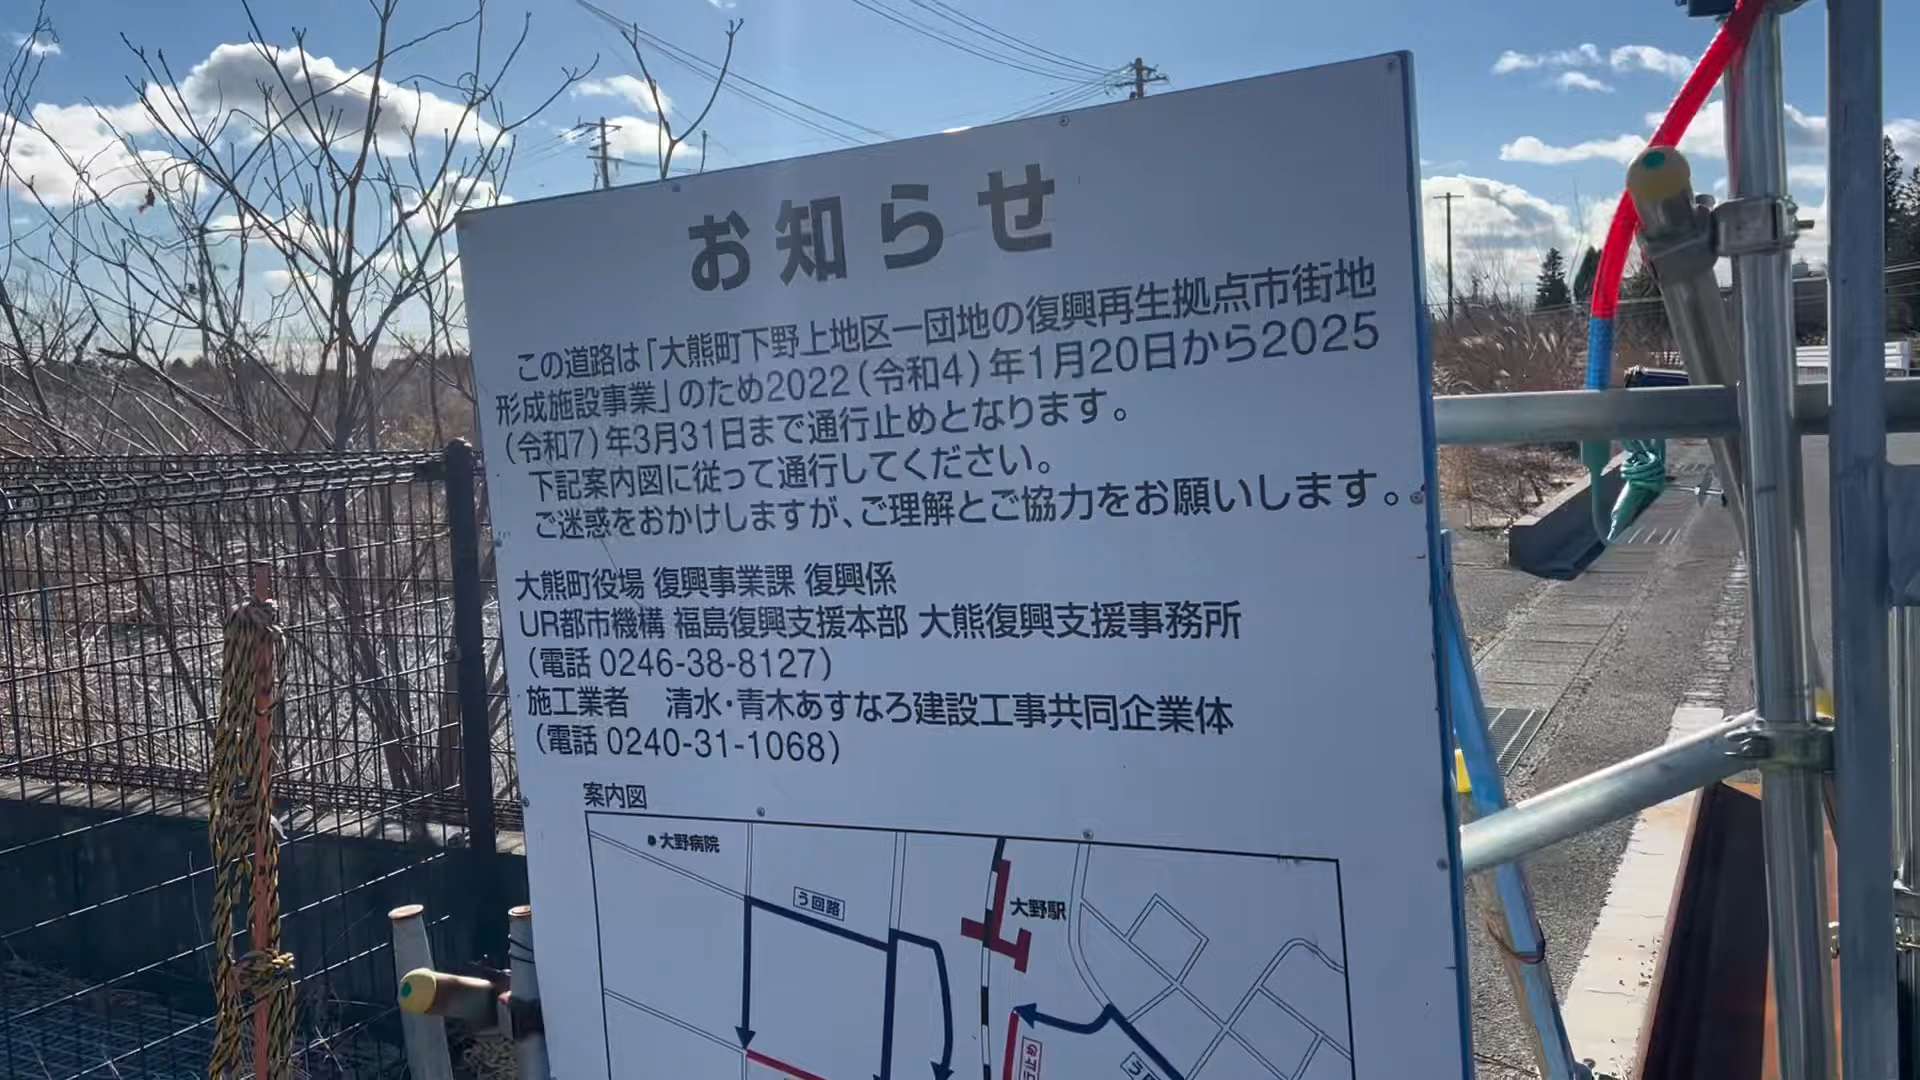 お知らせ
この道路は「大熊町下野上地区一団地の復興再生拠点市街地
形成施設事業」のため2022（令和4）年1月20日から2025
（令和7）年3月31日まで通行止めとなります。
下記案内図に従って通行してください。
ご迷惑をおかけしますが、ご理解とご協力をお願いします。
大熊町役場 復興事業課 復興係
UR都市機構 福島復興支援本部 大熊復興支援事務所
（電話 0246-38-8127）
施工業者　清水・青木あすなろ建設工事共同企業体
（電話 0240-31-1068）
案内図
●大野病院
う回路
大野駅
止め
う